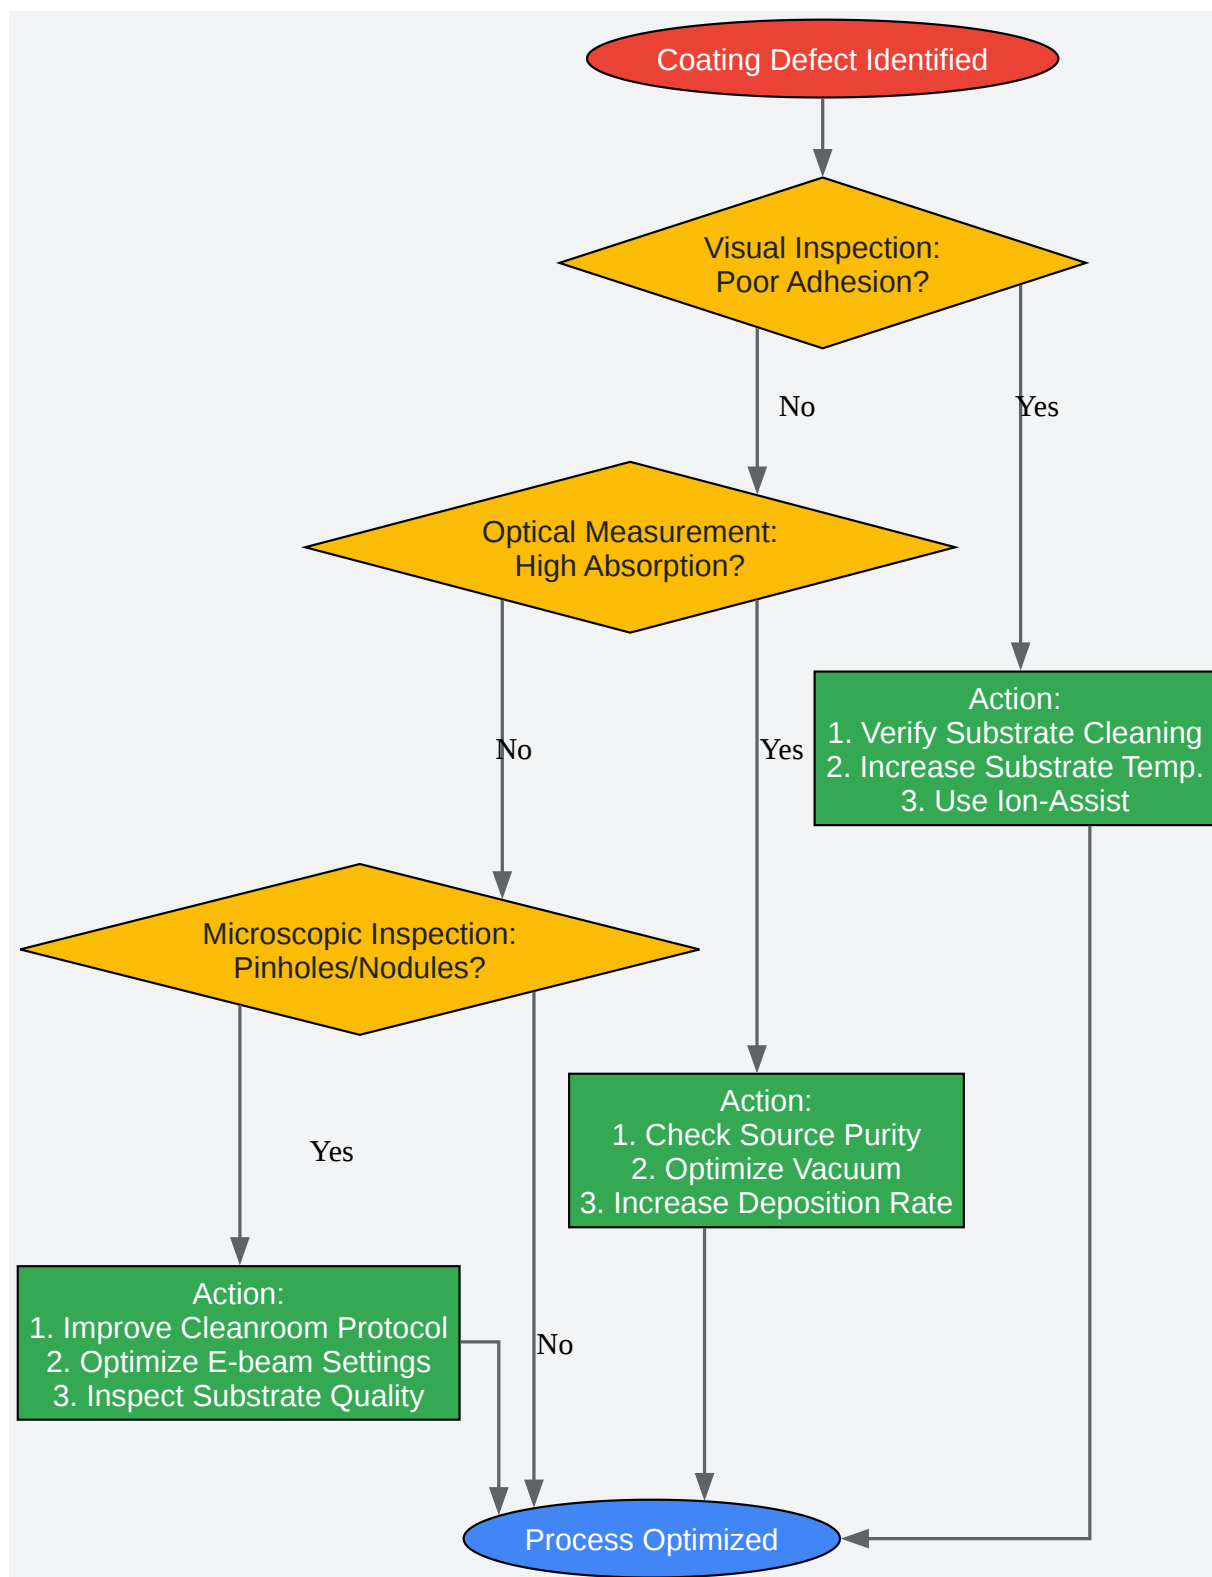 Coating Defect Identified
Visual Inspection:
Poor Adhesion?
No
Yes
Optical Measurement:
High Absorption?
No
Yes
Action:
1. Verify Substrate Cleaning
2. Increase Substrate Temp.
3. Use Ion-Assist
Microscopic Inspection:
Pinholes/Nodules?
Yes
No
Action:
1. Check Source Purity
2. Optimize Vacuum
3. Increase Deposition Rate
Action:
1. Improve Cleanroom Protocol
2. Optimize E-beam Settings
3. Inspect Substrate Quality
Process Optimized